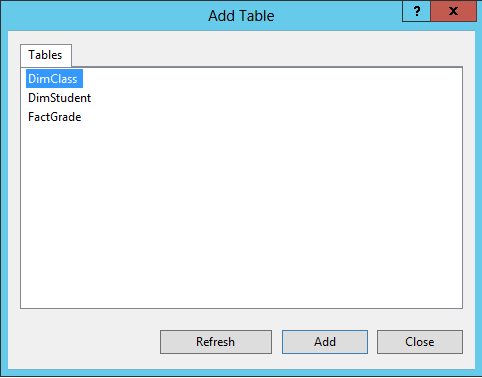 Add Table
? x
Tables
DimClass
DimStudent
FactGrade
Refresh Add Close